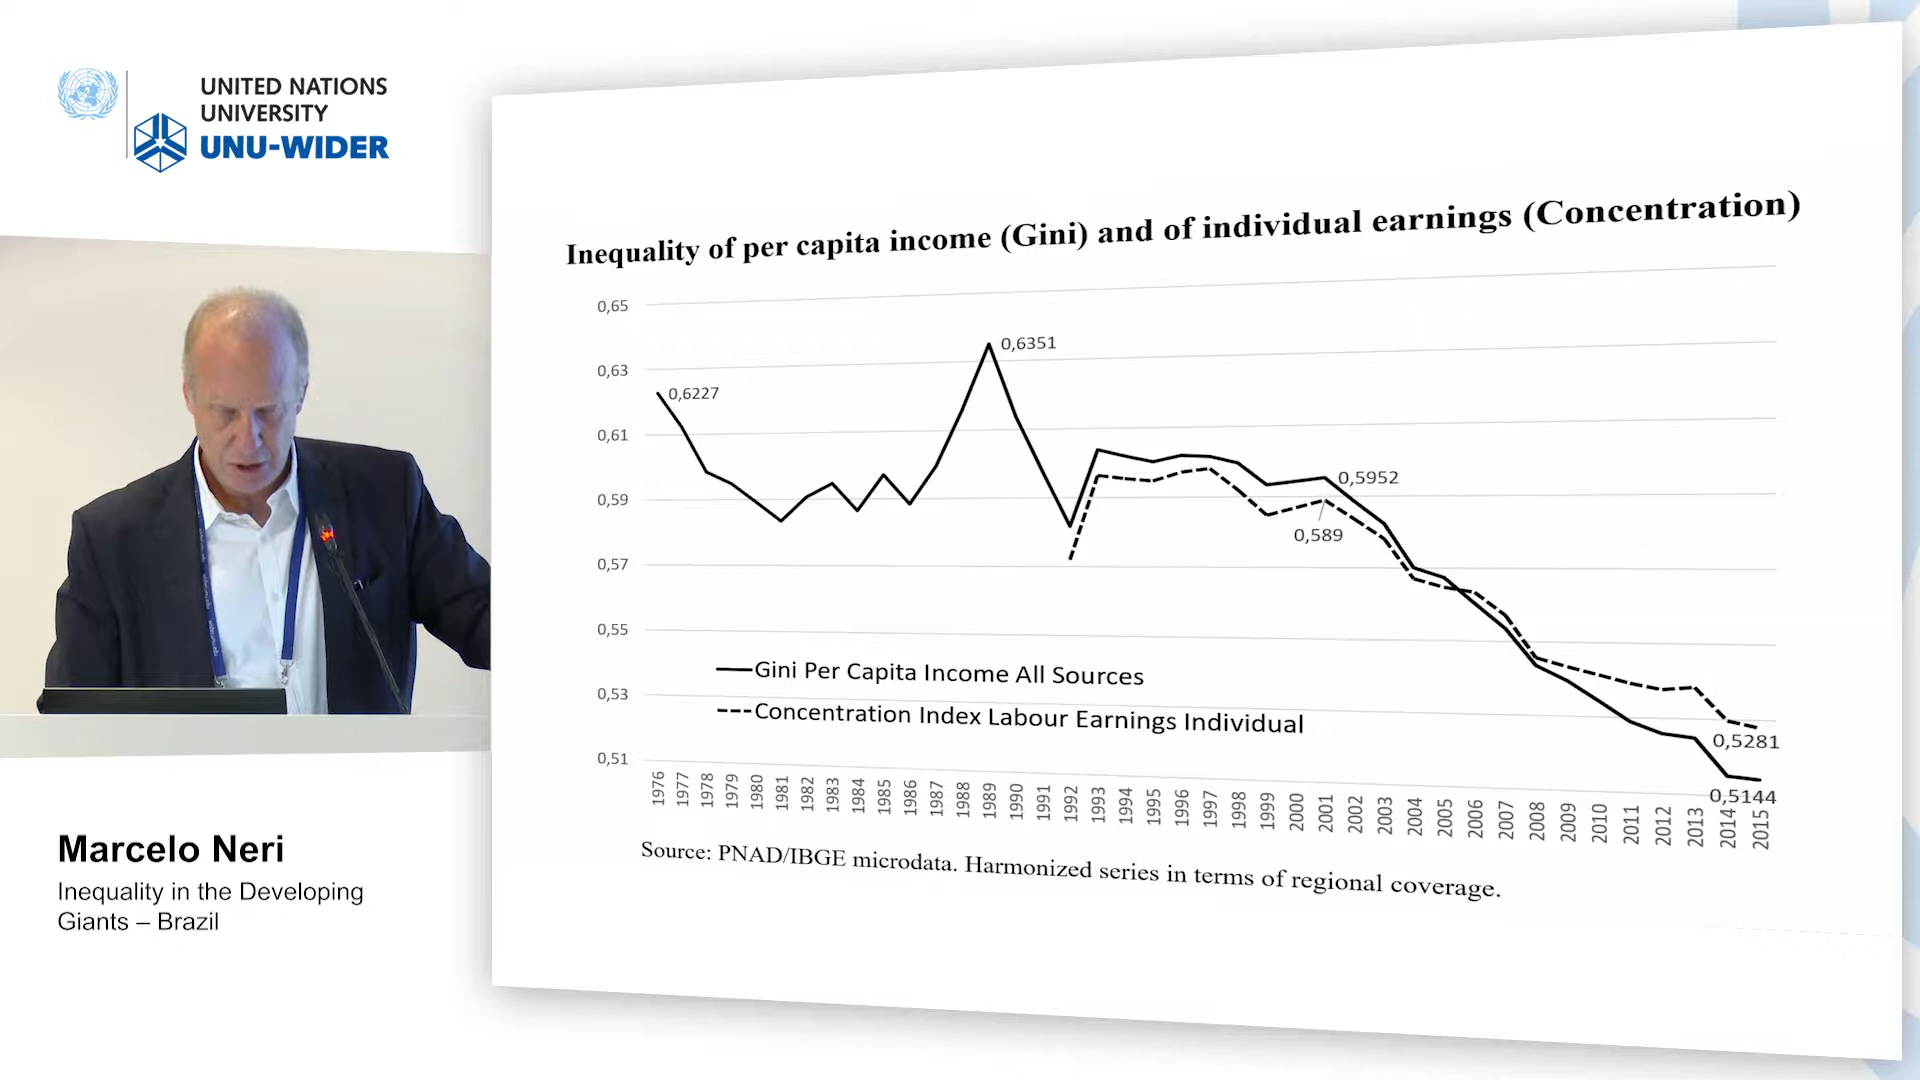 UNITED NATIONS
UNIVERSITY
UNU-WIDER
Inequality of per capita income (Gini) and of individual earnings (Concentration)
0,65
0,63
0,61
0,59
0,57
0,55
0,53
0,51
0,6227
0,6351
0,5952
0,589
0,5281
0,5144
Gini Per Capita Income All Sources
Concentration Index Labour Earnings Individual
1976 1977 1978 1979 1980 1981 1982 1983 1984 1985 1986 1987 1988 1989 1990 1991 1992 1993 1994 1995 1996 1997 1998 1999 2000 2001 2002 2003 2004 2005 2006 2007 2008 2009 2010 2011 2012 2013 2014 2015
Source: PNAD/IBGE microdata. Harmonized series in terms of regional coverage.
Marcelo Neri
Inequality in the Developing
Giants – Brazil